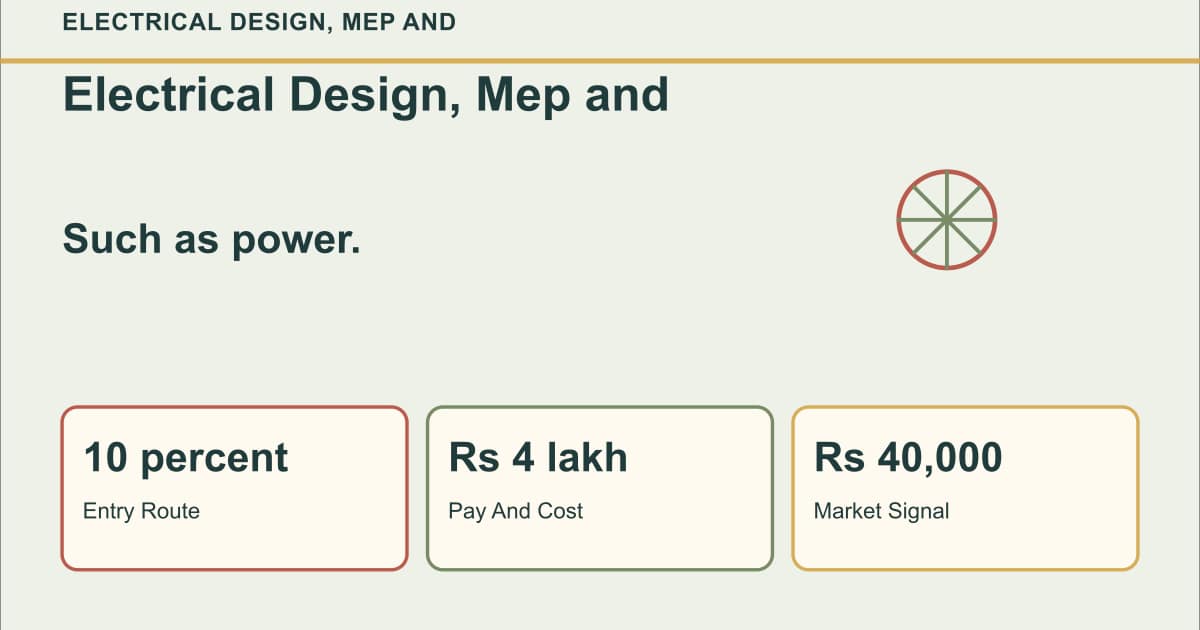 ELECTRICAL DESIGN, MEP AND
Electrical Design, Mep and
Such as power.
10 percent
Entry Route
Rs 4 lakh
Pay And Cost
Rs 40,000
Market Signal